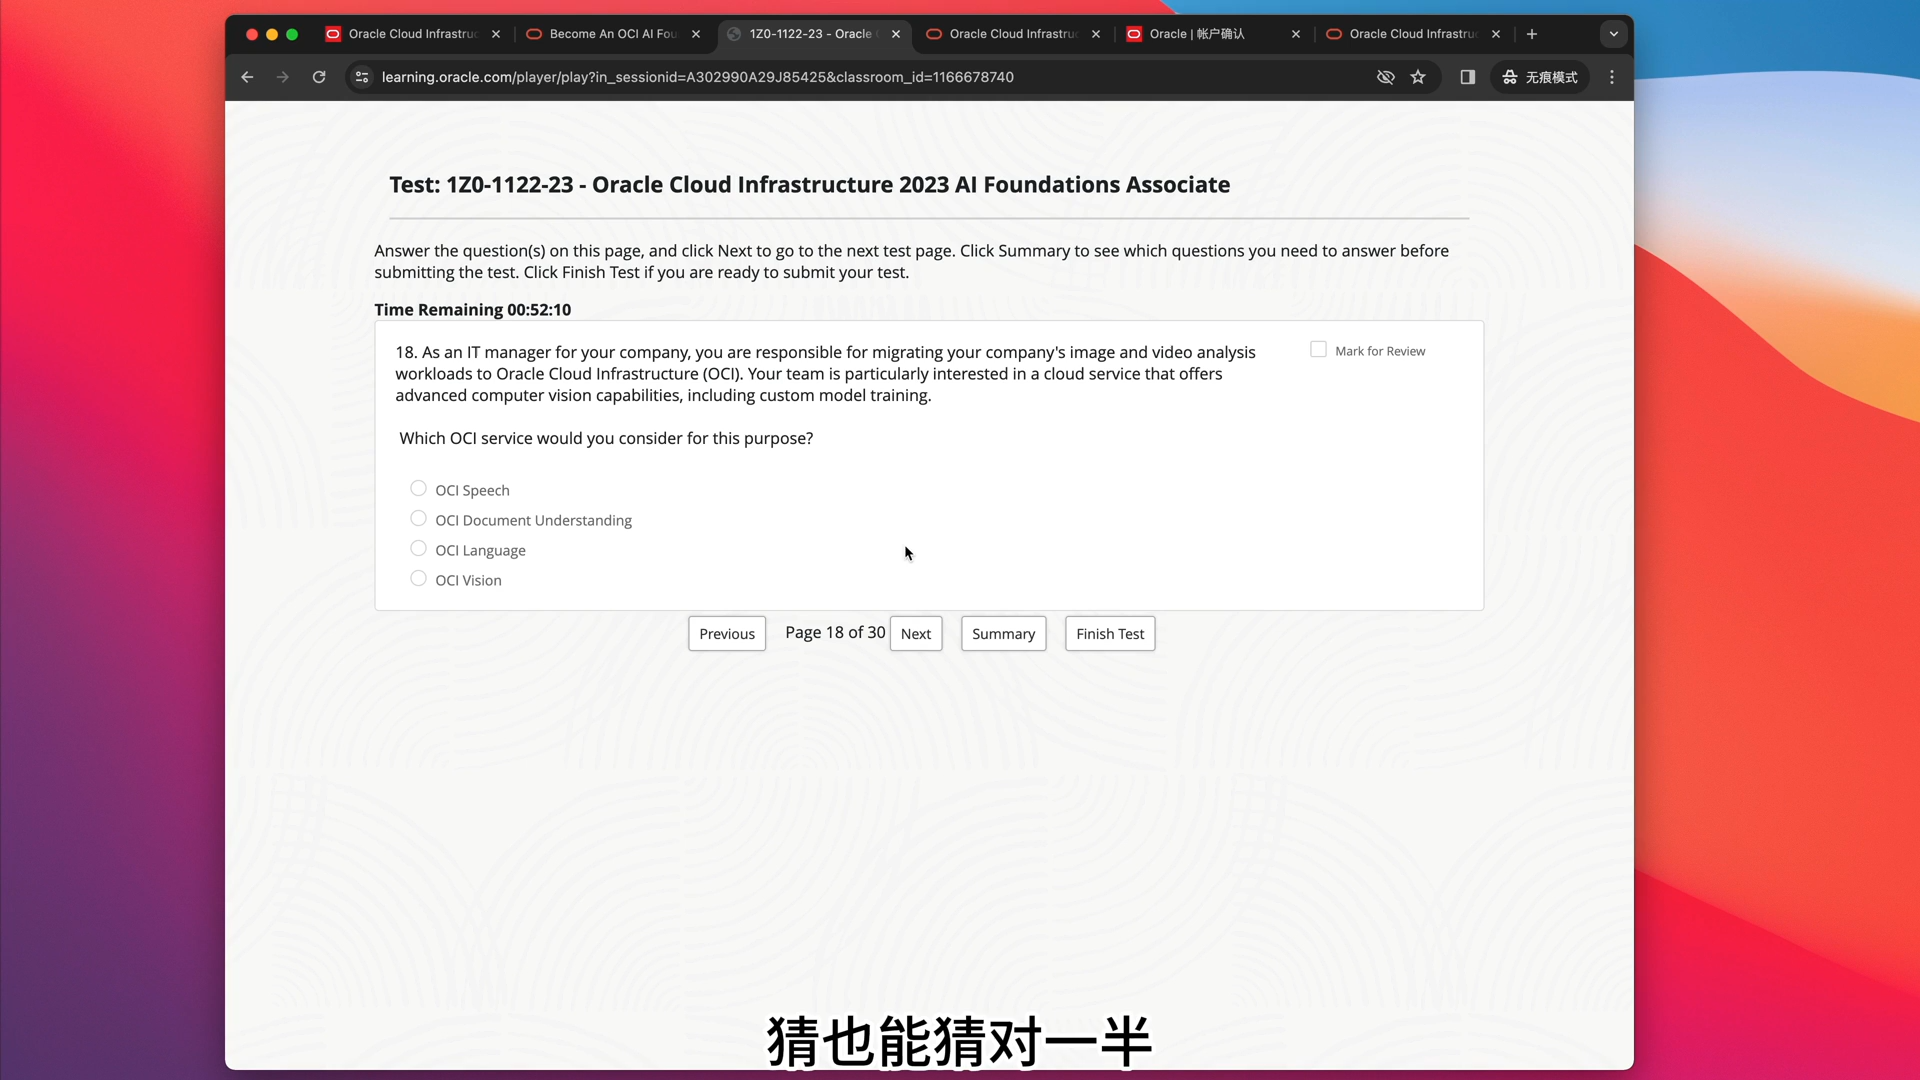 Oracle Cloud Infrastruc
Become An OCI AI Fou
1Z0-1122-23 - Oracle
Oracle Cloud Infrastruc
Oracle | 帐户确认
Oracle Cloud Infrastruc
learning.oracle.com/player/play?in_sessionid=A302990A29J85425&classroom_id=1166678740
无痕模式
Test: 1Z0-1122-23 - Oracle Cloud Infrastructure 2023 AI Foundations Associate
Answer the question(s) on this page, and click Next to go to the next test page. Click Summary to see which questions you need to answer before
submitting the test. Click Finish Test if you are ready to submit your test.
Time Remaining 00:52:10
18. As an IT manager for your company, you are responsible for migrating your company's image and video analysis
workloads to Oracle Cloud Infrastructure (OCI). Your team is particularly interested in a cloud service that offers
advanced computer vision capabilities, including custom model training.
Mark for Review
Which OCI service would you consider for this purpose?
OCI Speech
OCI Document Understanding
OCI Language
OCI Vision
Previous
Page 18 of 30
Next
Summary
Finish Test
猜也能猜对一半